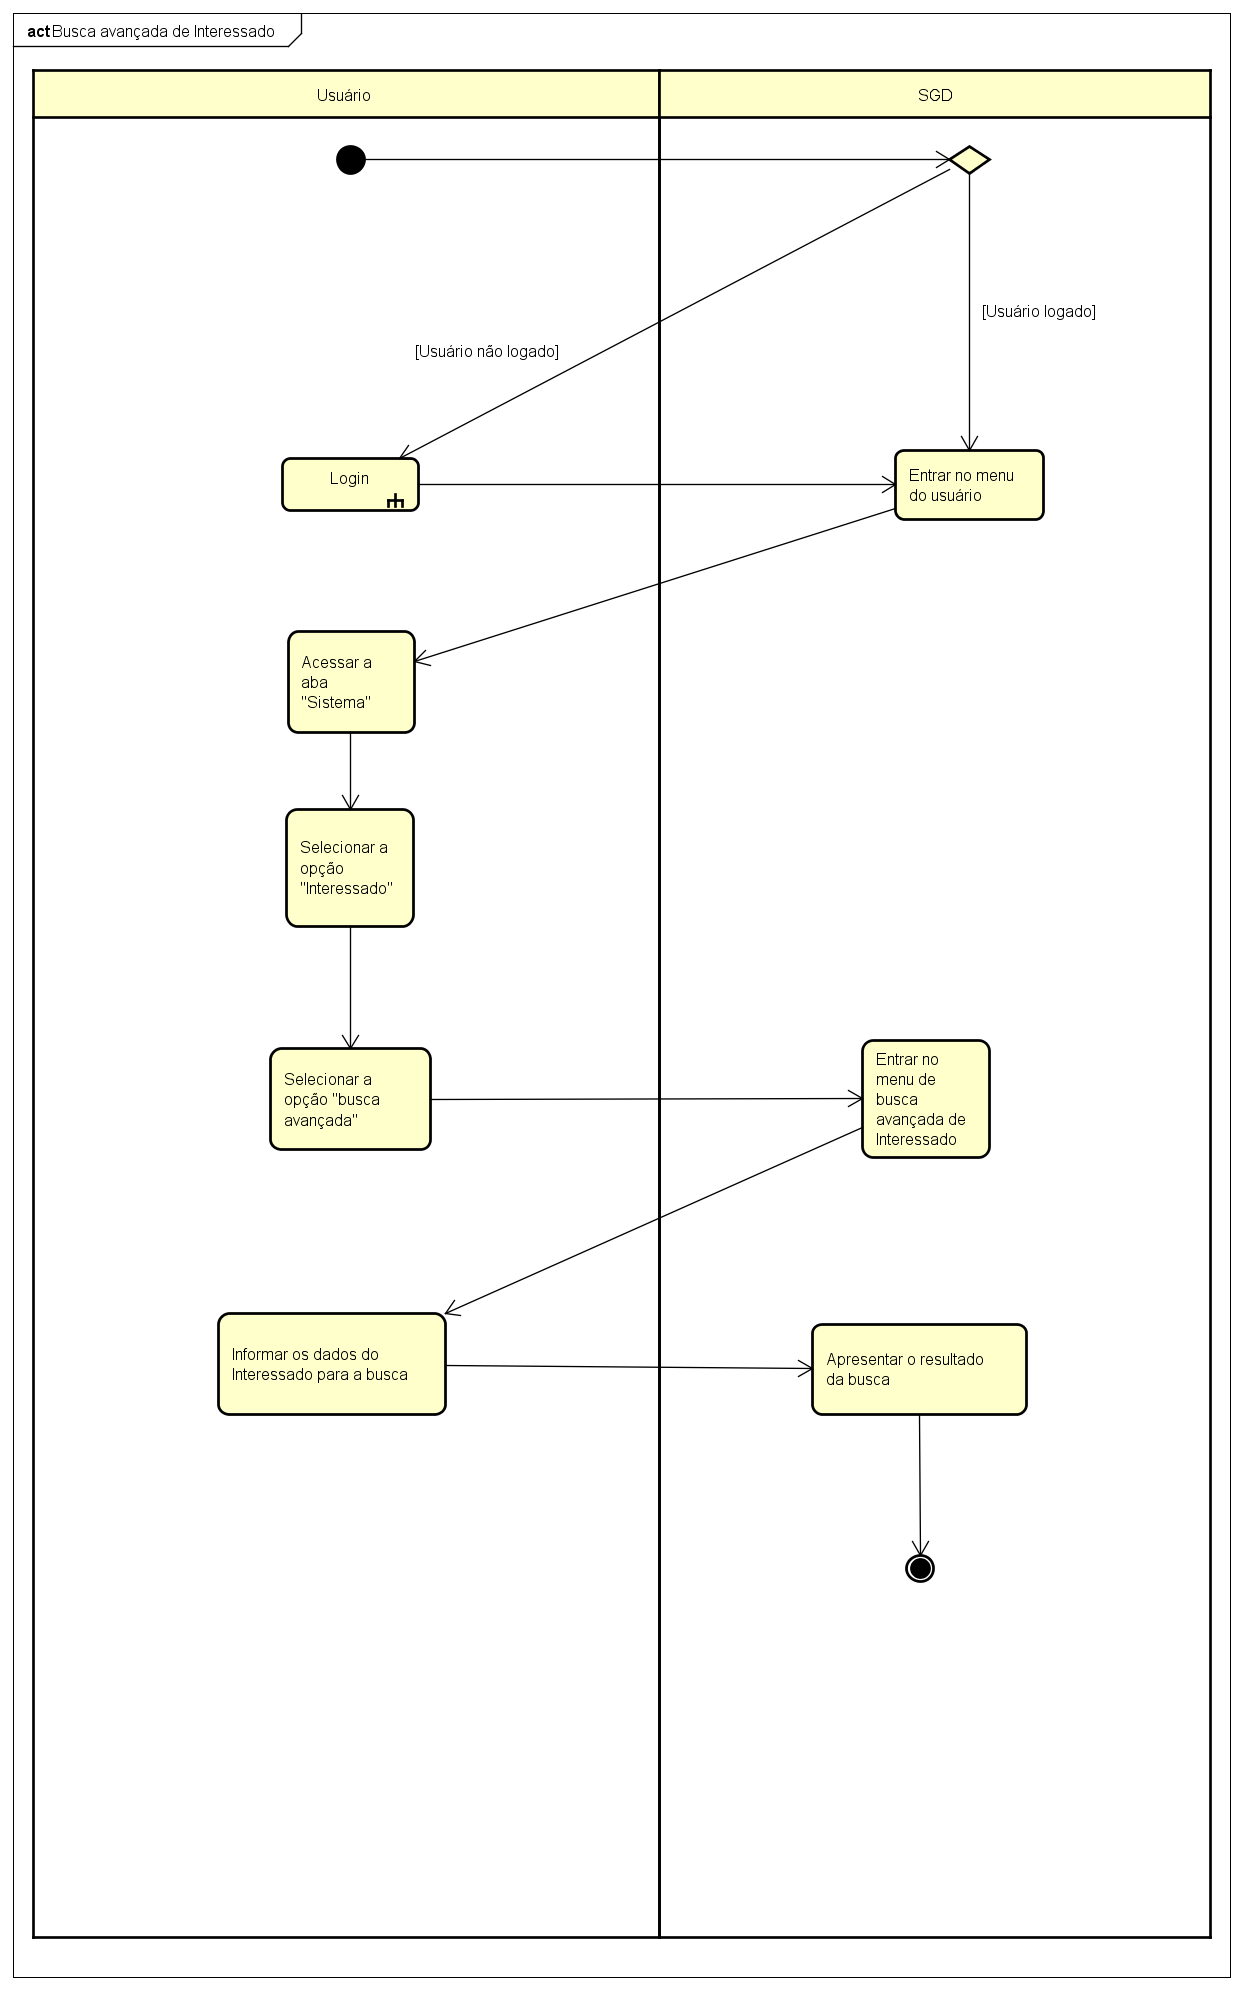 act Busca avançada de Interessado
Usuário
SGD
[Usuário logado]
[Usuário não logado]
Login
Entrar no menu
do usuário
Acessar a
aba
"Sistema"
Selecionar a
opção
"Interessado"
Selecionar a
opção "busca
avançada"
Entrar no
menu de
busca
avançada de
Interessado
Informar os dados do
Interessado para a busca
Apresentar o resultado
da busca